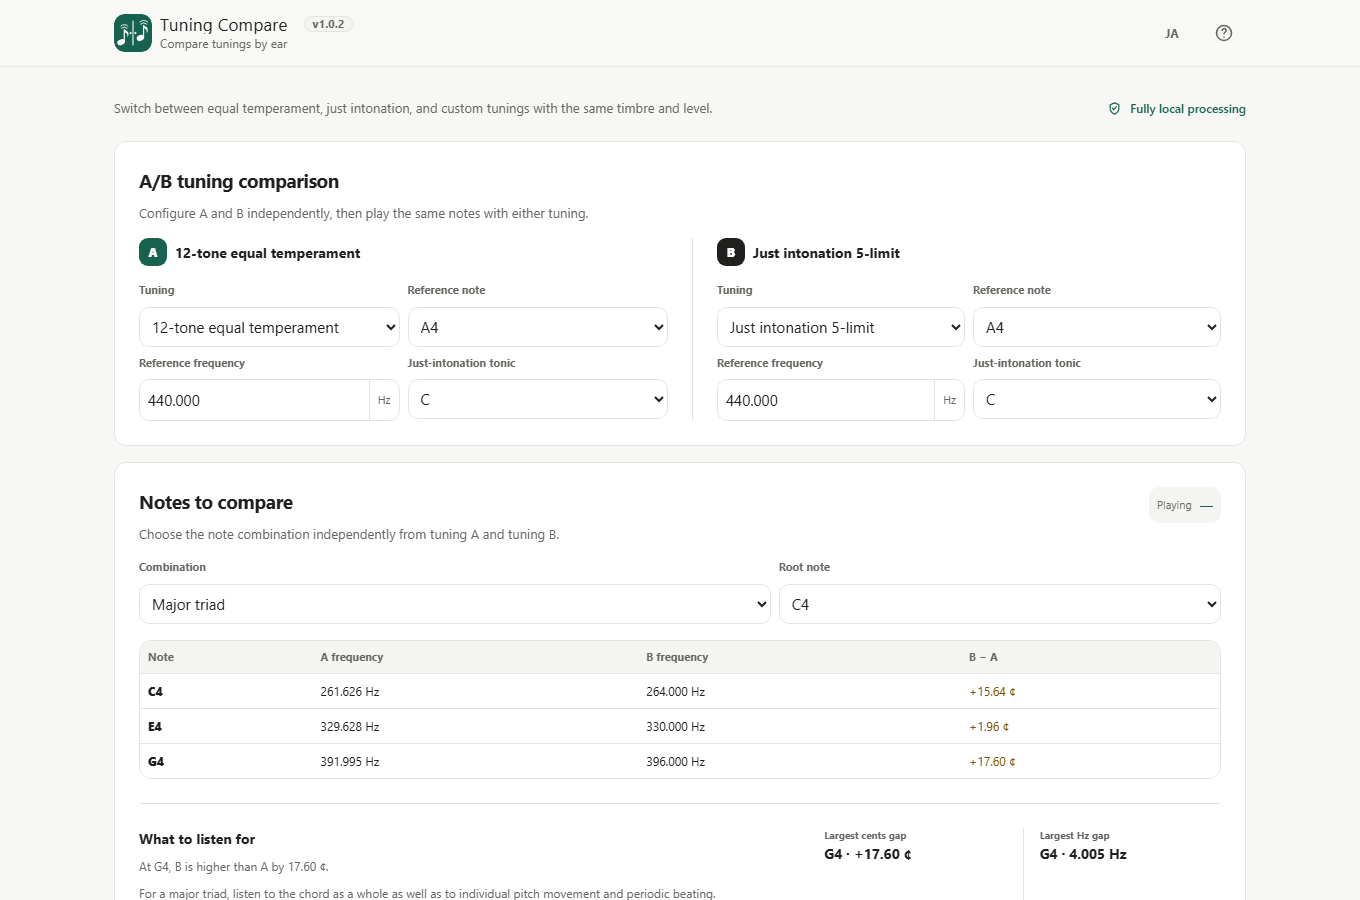 Tuning Compare v1.0.2
Compare tunings by ear
JA
Switch between equal temperament, just intonation, and custom tunings with the same timbre and level.
Fully local processing
A/B tuning comparison
Configure A and B independently, then play the same notes with either tuning.
A 12-tone equal temperament
Tuning Reference note
12-tone equal temperament A4
Reference frequency Just-intonation tonic
440.000 Hz C
B Just intonation 5-limit
Tuning Reference note
Just intonation 5-limit A4
Reference frequency Just-intonation tonic
440.000 Hz C
Notes to compare
Playing —
Choose the note combination independently from tuning A and tuning B.
Combination Root note
Major triad C4
Note A frequency B frequency B − A
C4 261.626 Hz 264.000 Hz +15.64 ¢
E4 329.628 Hz 330.000 Hz +1.96 ¢
G4 391.995 Hz 396.000 Hz +17.60 ¢
What to listen for
At G4, B is higher than A by 17.60 ¢.
For a major triad, listen to the chord as a whole as well as to individual pitch movement and periodic beating.
Largest cents gap
G4 · +17.60 ¢
Largest Hz gap
G4 · 4.005 Hz